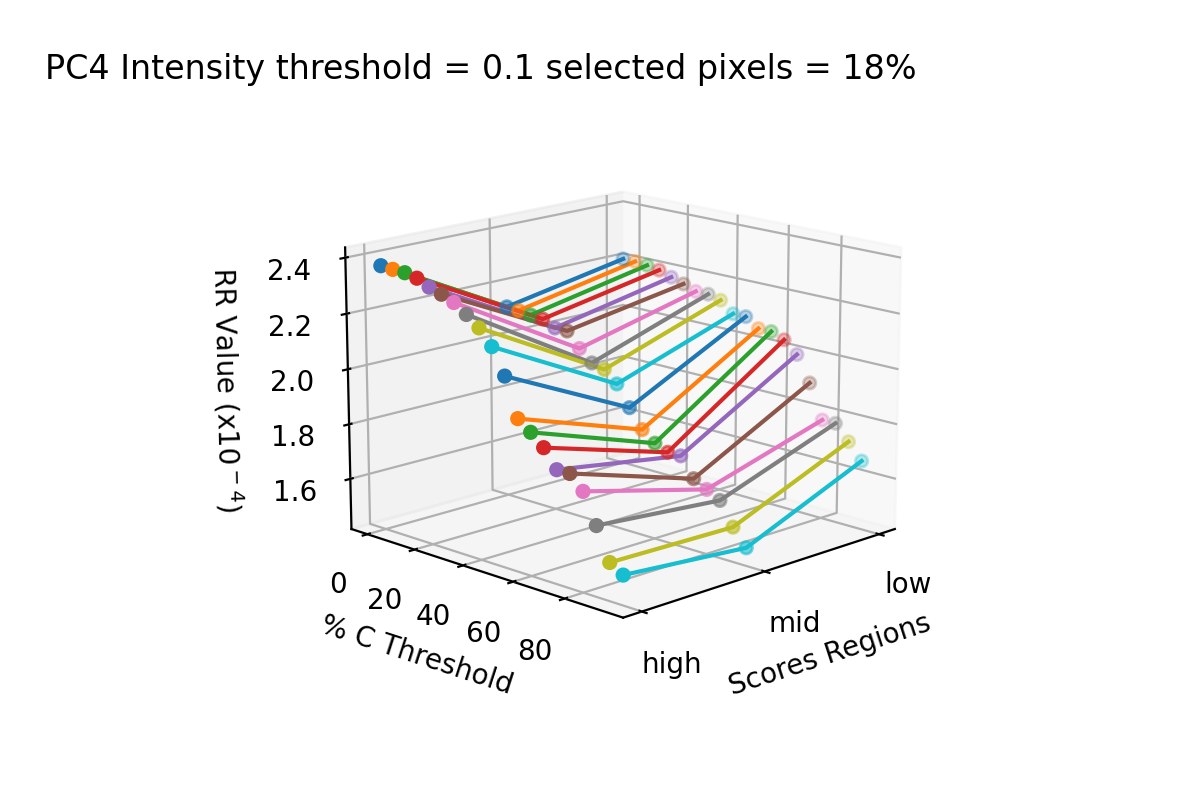 PC4 Intensity threshold = 0.1 selected pixels = 18%
RR Value (x10⁻⁴)
2.4
2.2
2.0
1.8
1.6
0
20
40
60
80
% C Threshold
high
mid
low
Scores Regions